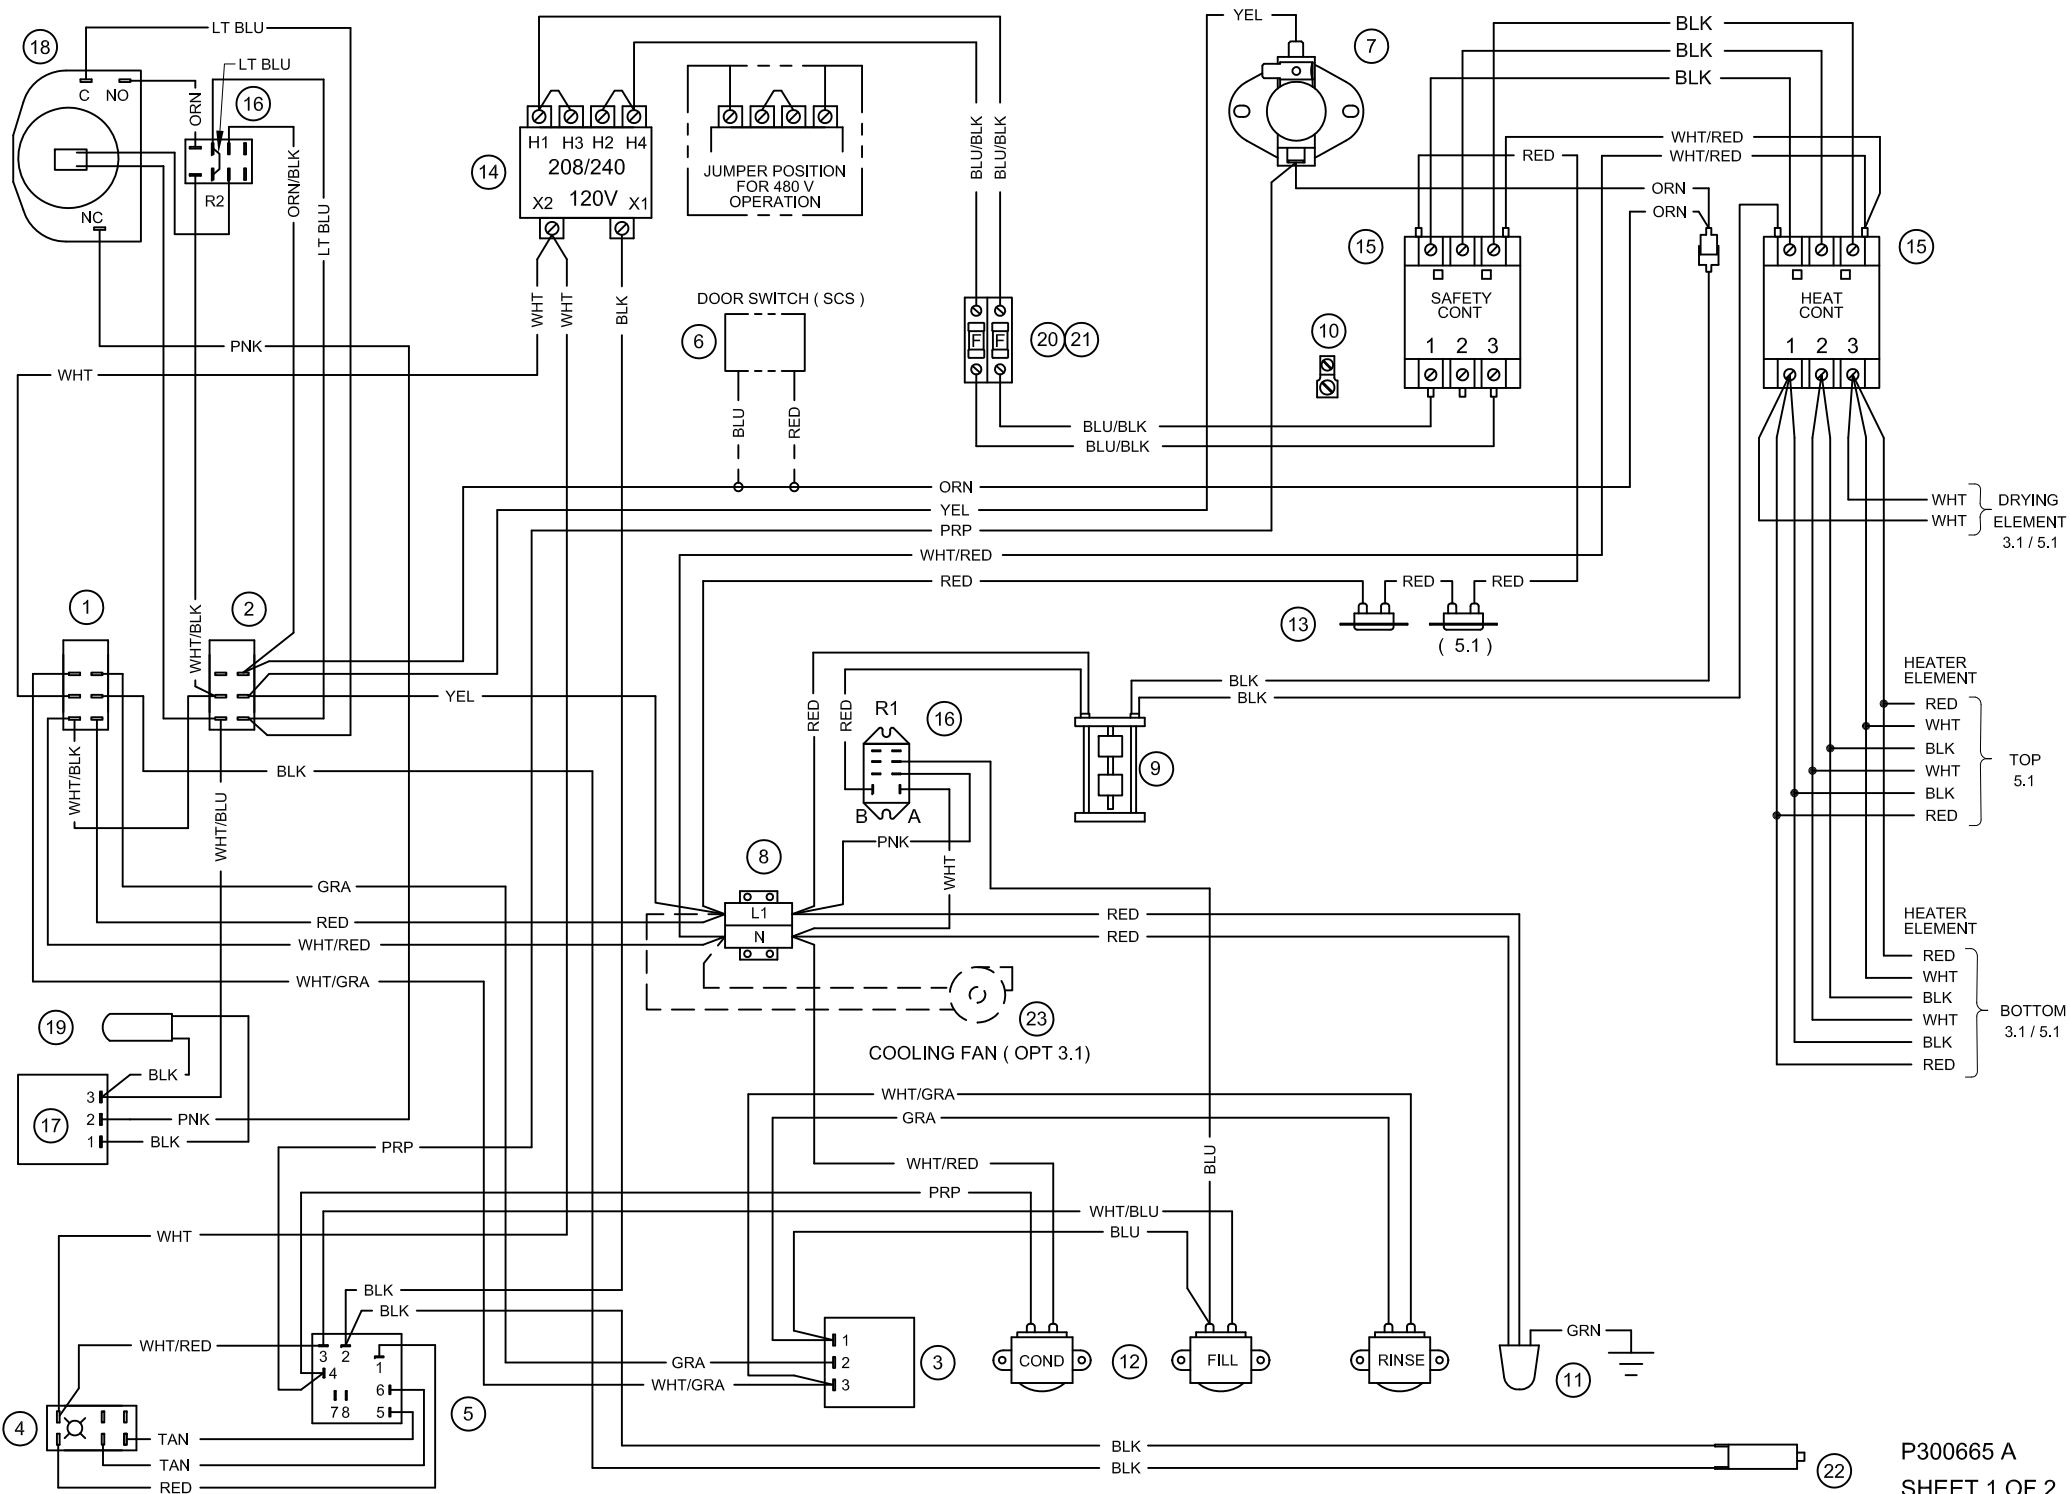 LT BLU
YEL
BLK
7
18
BLK
LT BLU
BLK
C NO
16
ORN
H1 H3 H2 H4
208/240
120V
X2 X1
14
JUMPER POSITION
FOR 480 V
OPERATION
BLU/BLK
BLU/BLK
WHT/RED
RED
WHT/RED
ORN
ORN
R2
NC
ORN/BLK
LT BLU
15
15
WHT
WHT
BLK
DOOR SWITCH ( SCS )
6
F F
20 21
10
SAFETY
CONT
1 2 3
HEAT
CONT
1 2 3
PNK
WHT
BLU
RED
BLU/BLK
BLU/BLK
ORN
YEL
PRP
WHT/RED
RED
RED
RED
WHT
WHT
DRYING
ELEMENT
3.1 / 5.1
1
2
WHT/BLK
13
( 5.1 )
YEL
RED
RED
R1
16
BLK
BLK
9
B A
HEATER
ELEMENT
RED
WHT
BLK
WHT
BLK
RED
TOP
5.1
BLK
WHT/BLK
WHT/BLU
PNK
WHT
8
GRA
RED
WHT/RED
WHT/GRA
L1
N
RED
RED
HEATER
ELEMENT
RED
WHT
BLK
WHT
BLK
RED
BOTTOM
3.1 / 5.1
23
COOLING FAN ( OPT 3.1)
19
BLK
3
2
1
17
PNK
BLK
PRP
WHT/GRA
GRA
BLU
WHT/RED
PRP
WHT/BLU
BLU
WHT
BLK
BLK
WHT/RED
3 2
1
4
6
7 8 5
5
GRA
WHT/GRA
1
2
3
3
COND
12
FILL
RINSE
GRN
11
4
TAN
TAN
RED
BLK
BLK
22
P300665 A
SHEET 1 OF 2